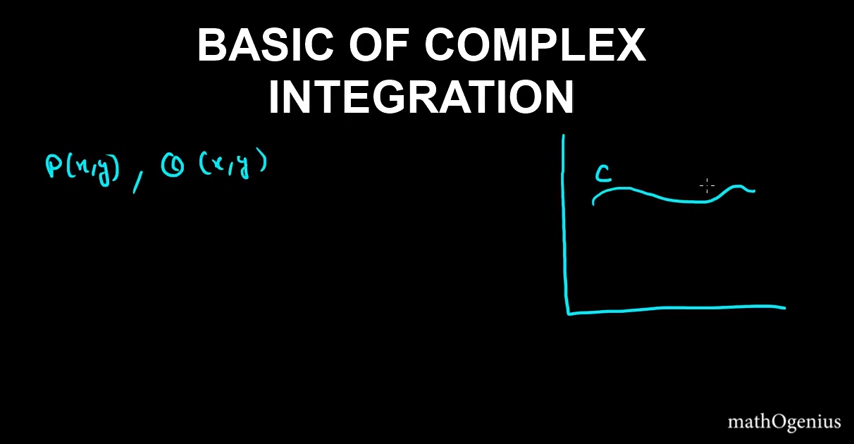 BASIC OF COMPLEX
INTEGRATION
P(x,y) , Q (x,y)
C
mathOgenius